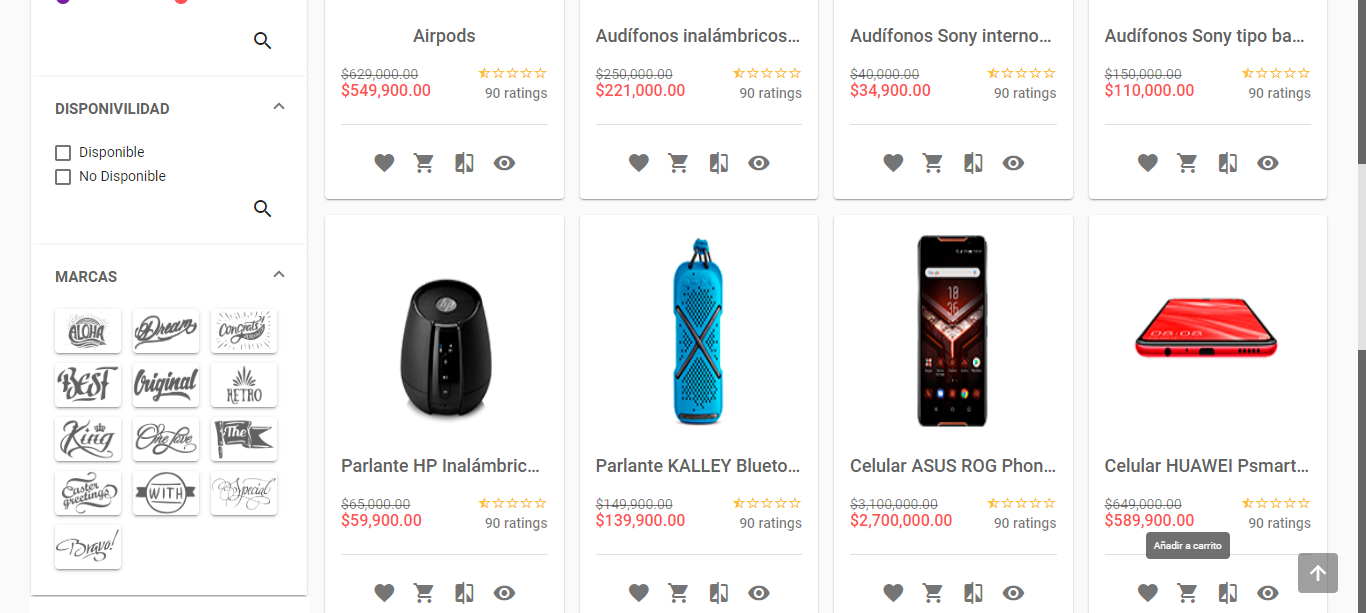 DISPONIVILIDAD
Disponible
No Disponible
MARCAS
ALOHA
Dream
Congrats!
BEST
Original
RETRO
King
One Love
The
Easter greetings
WITH
Special
Bravo!
Airpods
$629,000.00
$549,900.00
90 ratings
Audífonos inalámbricos...
$250,000.00
$221,000.00
90 ratings
Audífonos Sony interno...
$40,000.00
$34,900.00
90 ratings
Audífonos Sony tipo ba...
$150,000.00
$110,000.00
90 ratings
Parlante HP Inalámbric...
$65,000.00
$59,900.00
90 ratings
Parlante KALLEY Blueto...
$149,900.00
$139,900.00
90 ratings
Celular ASUS ROG Phon...
$3,100,000.00
$2,700,000.00
90 ratings
Celular HUAWEI Psmart...
$649,000.00
$589,900.00
90 ratings
Añadir a carrito